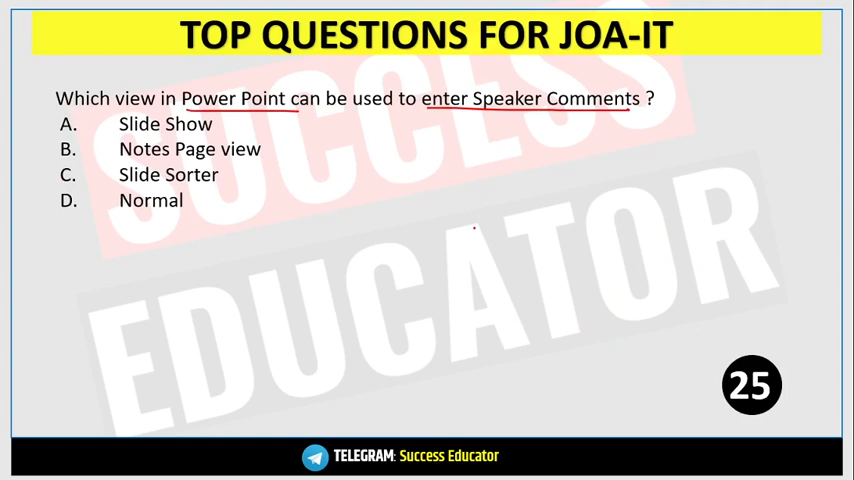 TOP QUESTIONS FOR JOA-IT
Which view in Power Point can be used to enter Speaker Comments ?
A. Slide Show
B. Notes Page view
C. Slide Sorter
D. Normal
SUCCESS
EDUCATOR
25
TELEGRAM: Success Educator